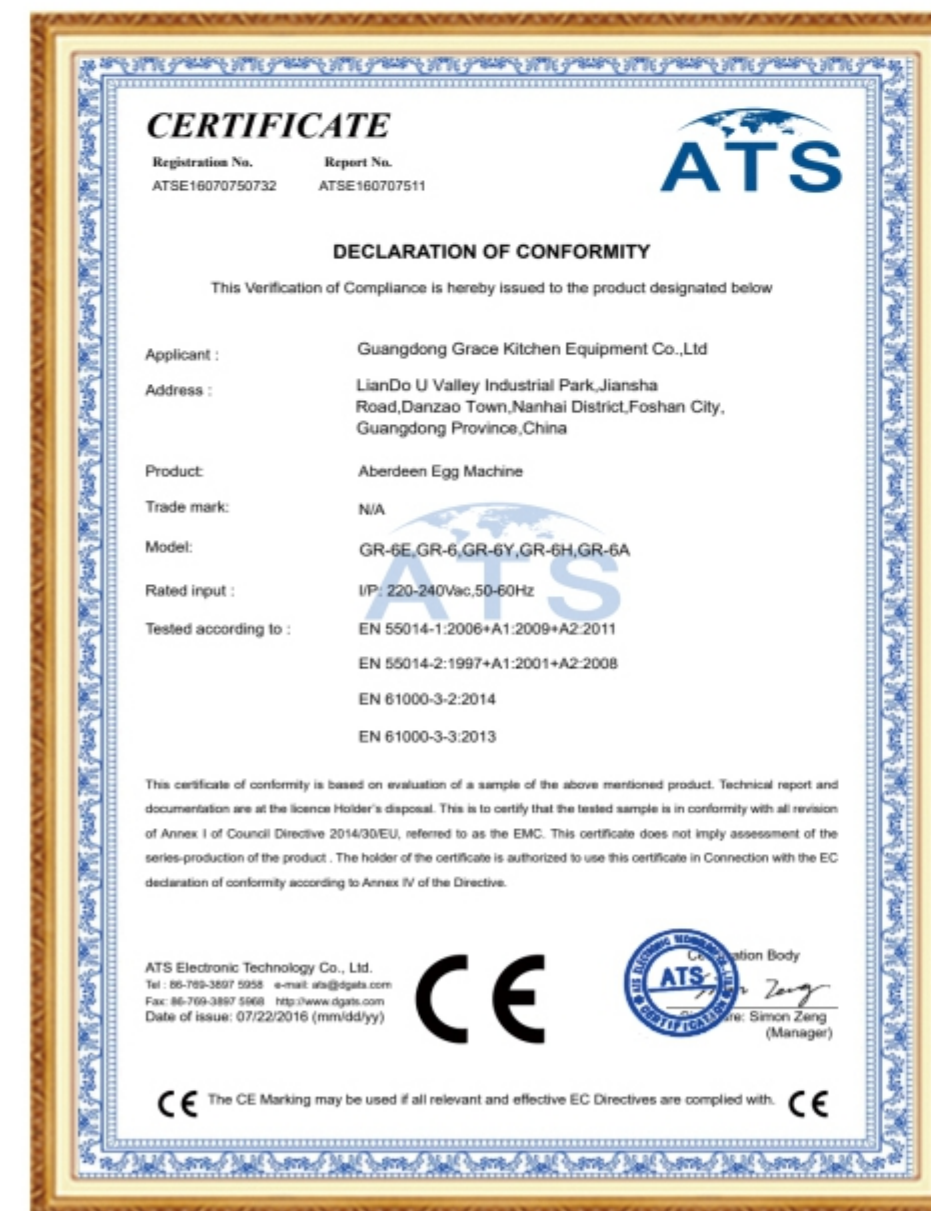 CERTIFICATE
Registration No. Report No.
ATSE16070750732 ATSE160707511
ATS
DECLARATION OF CONFORMITY
This Verification of Compliance is hereby issued to the product designated below
Applicant : Guangdong Grace Kitchen Equipment Co.,Ltd
Address : LianDo U Valley Industrial Park,Jiansha
Road,Danzao Town,Nanhai District,Foshan City,
Guangdong Province,China
Product: Aberdeen Egg Machine
Trade mark: N/A
Model: GR-6E,GR-6,GR-6Y,GR-6H,GR-6A
ATS
Rated input : I/P: 220-240Vac,50-60Hz
Tested according to : EN 55014-1:2006+A1:2009+A2:2011
EN 55014-2:1997+A1:2001+A2:2008
EN 61000-3-2:2014
EN 61000-3-3:2013
This certificate of conformity is based on evaluation of a sample of the above mentioned product. Technical report and
documentation are at the licence Holder's disposal. This is to certify that the tested sample is in conformity with all revision
of Annex I of Council Directive 2014/30/EU, referred to as the EMC. This certificate does not imply assessment of the
series-production of the product . The holder of the certificate is authorized to use this certificate in Connection with the EC
declaration of conformity according to Annex IV of the Directive.
ATS Electronic Technology Co., Ltd.
Tel : 86-769-3897 5958 e-mail: ats@dgats.com
Fax: 86-769-3897 5968 http://www.dgats.com
Date of issue: 07/22/2016 (mm/dd/yy)
CE
ATS
Body
Zeng
Simon Zeng
(Manager)
CE The CE Marking may be used if all relevant and effective EC Directives are complied with. CE